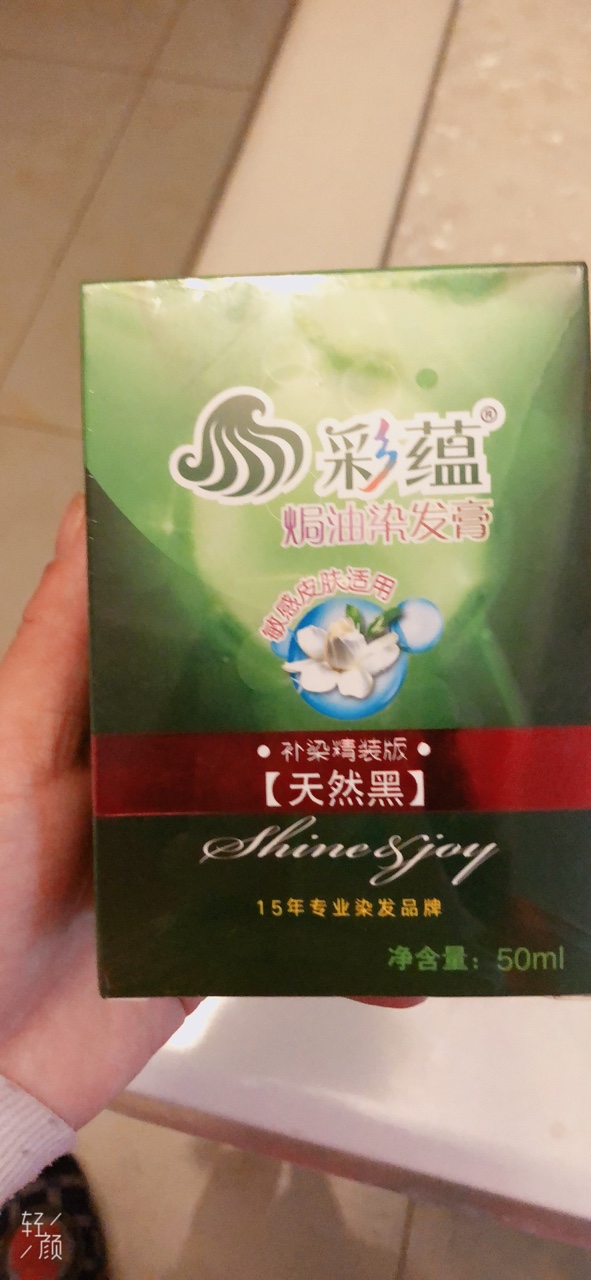 彩蕴®
焗油染发膏
敏感皮肤适用
•补染精装版•
【天然黑】
Shine&joy
15年专业染发品牌
净含量：50ml
轻颜